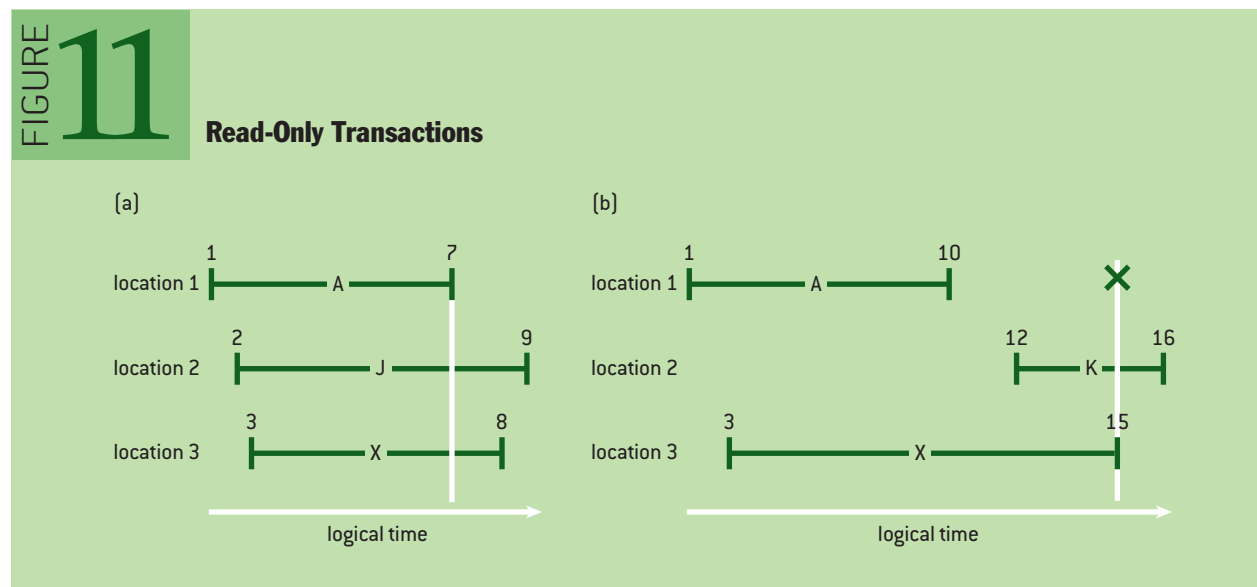 FIGURE 11
Read-Only Transactions
(a)
1 7
location 1 A
2 9
location 2 J
3 8
location 3 X
logical time
(b)
1 10
location 1 A
12 16
location 2 K
3 15
location 3 X
logical time